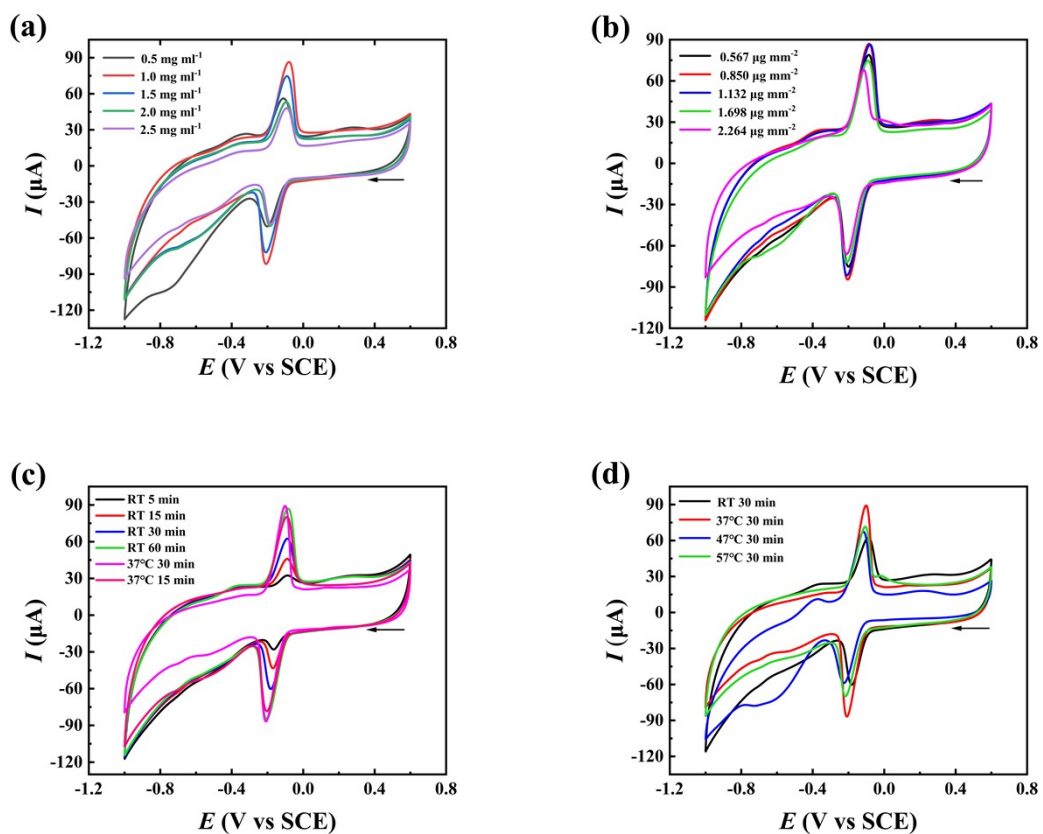 (a)
0.5 mg ml⁻¹
1.0 mg ml⁻¹
1.5 mg ml⁻¹
2.0 mg ml⁻¹
2.5 mg ml⁻¹
90
60
30
0
-30
-60
-90
-120
I (μA)
-1.2 -0.8 -0.4 0.0 0.4 0.8
E (V vs SCE)
(b)
0.567 μg mm⁻²
0.850 μg mm⁻²
1.132 μg mm⁻²
1.698 μg mm⁻²
2.264 μg mm⁻²
90
60
30
0
-30
-60
-90
-120
I (μA)
-1.2 -0.8 -0.4 0.0 0.4 0.8
E (V vs SCE)
(c)
RT 5 min
RT 15 min
RT 30 min
RT 60 min
37°C 30 min
37°C 15 min
90
60
30
0
-30
-60
-90
-120
I (μA)
-1.2 -0.8 -0.4 0.0 0.4 0.8
E (V vs SCE)
(d)
RT 30 min
37°C 30 min
47°C 30 min
57°C 30 min
90
60
30
0
-30
-60
-90
-120
I (μA)
-1.2 -0.8 -0.4 0.0 0.4 0.8
E (V vs SCE)